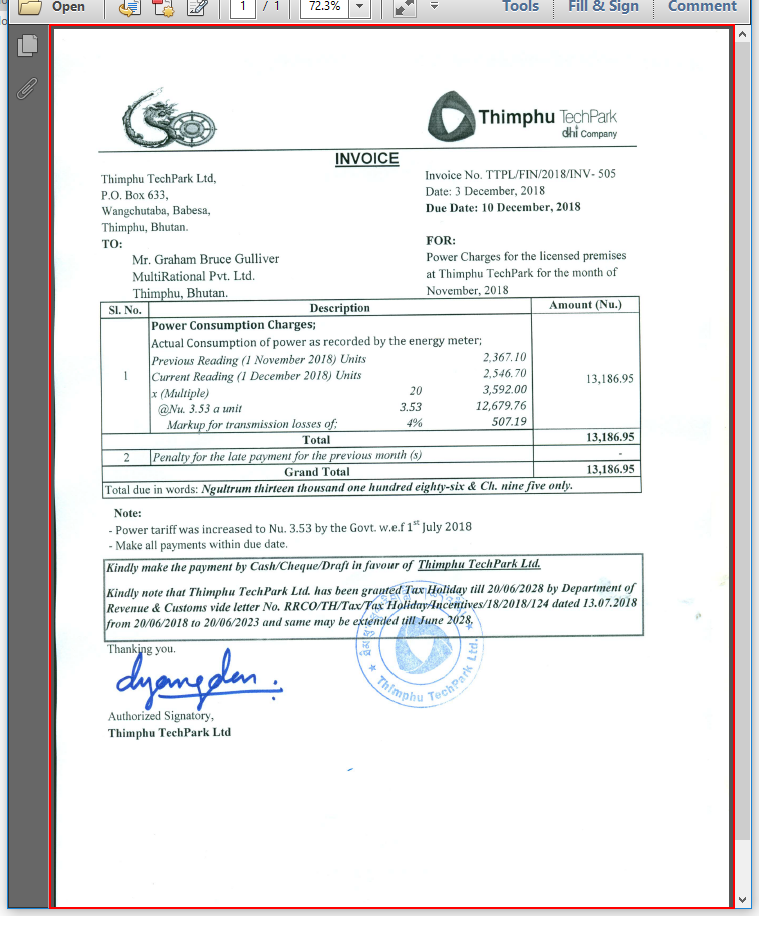 Open
1 / 1
72.3%
Tools
Fill & Sign
Comment
Thimphu TechPark
dhi Company
INVOICE
Thimphu TechPark Ltd,
P.O. Box 633,
Wangchutaba, Babesa,
Thimphu, Bhutan.
Invoice No. TTPL/FIN/2018/INV- 505
Date: 3 December, 2018
Due Date: 10 December, 2018
TO:
Mr. Graham Bruce Gulliver
MultiRational Pvt. Ltd.
Thimphu, Bhutan.
FOR:
Power Charges for the licensed premises
at Thimphu TechPark for the month of
November, 2018
Sl. No. Description Amount (Nu.)
Power Consumption Charges;
Actual Consumption of power as recorded by the energy meter;
Previous Reading (1 November 2018) Units 2,367.10
1 Current Reading (1 December 2018) Units 2,546.70 13,186.95
x (Multiple) 20 3,592.00
@Nu. 3.53 a unit 3.53 12,679.76
Markup for transmission losses of; 4% 507.19
Total 13,186.95
2 Penalty for the late payment for the previous month (s) -
Grand Total 13,186.95
Total due in words: Ngultrum thirteen thousand one hundred eighty-six & Ch. nine five only.
Note:
- Power tariff was increased to Nu. 3.53 by the Govt. w.e.f 1st July 2018
- Make all payments within due date.
Kindly make the payment by Cash/Cheque/Draft in favour of Thimphu TechPark Ltd.
Kindly note that Thimphu TechPark Ltd. has been granted Tax Holiday till 20/06/2028 by Department of
Revenue & Customs vide letter No. RRCO/TH/Tax/Tax Holiday/Incentives/18/2018/124 dated 13.07.2018
from 20/06/2018 to 20/06/2023 and same may be extended till June 2028.
Thanking you.
Authorized Signatory,
Thimphu TechPark Ltd
Thimphu TechPark Ltd.